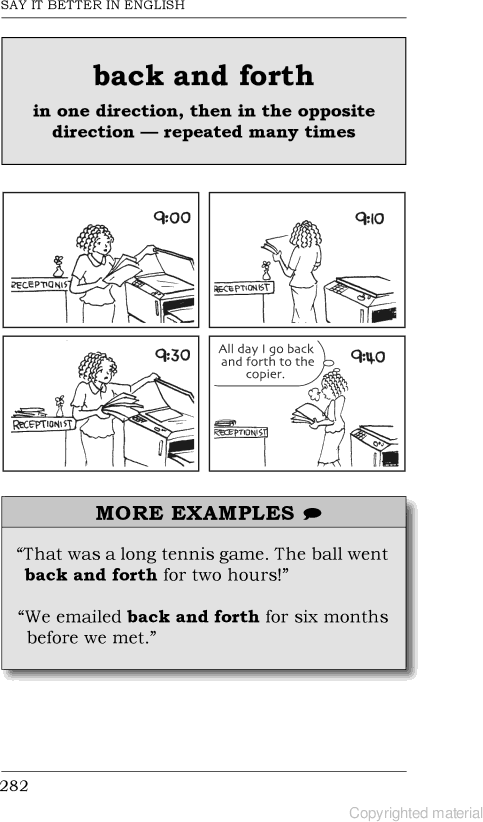 SAY IT BETTER IN ENGLISH
back and forth
in one direction, then in the opposite
direction — repeated many times
9:00
RECEPTIONIST
9:10
RECEPTIONIST
9:30
RECEPTIONIST
All day I go back
and forth to the
copier.
9:40
RECEPTIONIST
MORE EXAMPLES
“That was a long tennis game. The ball went
back and forth for two hours!”
“We emailed back and forth for six months
before we met.”
282
Copyrighted material